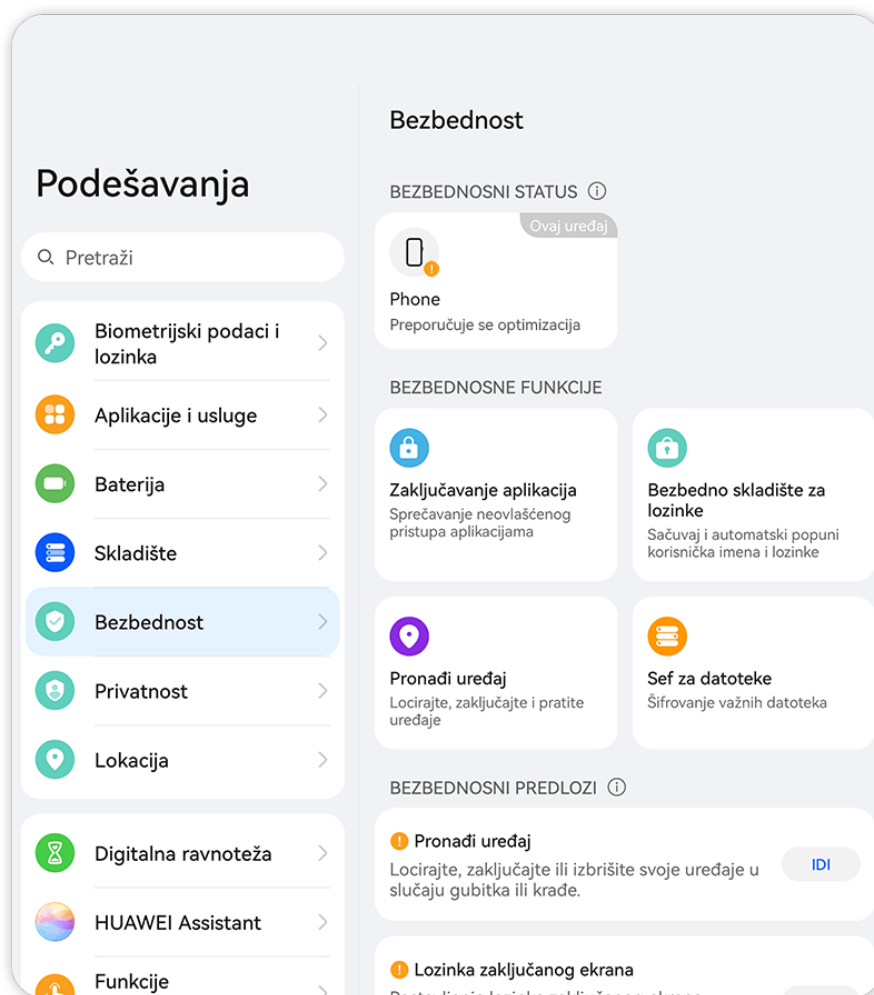 Podešavanja
Pretraži
Biometrijski podaci i
lozinka
Aplikacije i usluge
Baterija
Skladište
Bezbednost
Privatnost
Lokacija
Digitalna ravnoteža
HUAWEI Assistant
Funkcije
Bezbednost
BEZBEDNOSNI STATUS
Ovaj uređaj
Phone
Preporučuje se optimizacija
BEZBEDNOSNE FUNKCIJE
Zaključavanje aplikacija
Sprečavanje neovlašćenog
pristupa aplikacijama
Bezbedno skladište za
lozinke
Sačuvaj i automatski popuni
korisnička imena i lozinke
Pronađi uređaj
Locirajte, zaključajte i pratite
uređaje
Sef za datoteke
Šifrovanje važnih datoteka
BEZBEDNOSNI PREDLOZI
Pronađi uređaj
Locirajte, zaključajte ili izbrišite svoje uređaje u
slučaju gubitka ili krađe.
IDI
Lozinka zaključanog ekrana